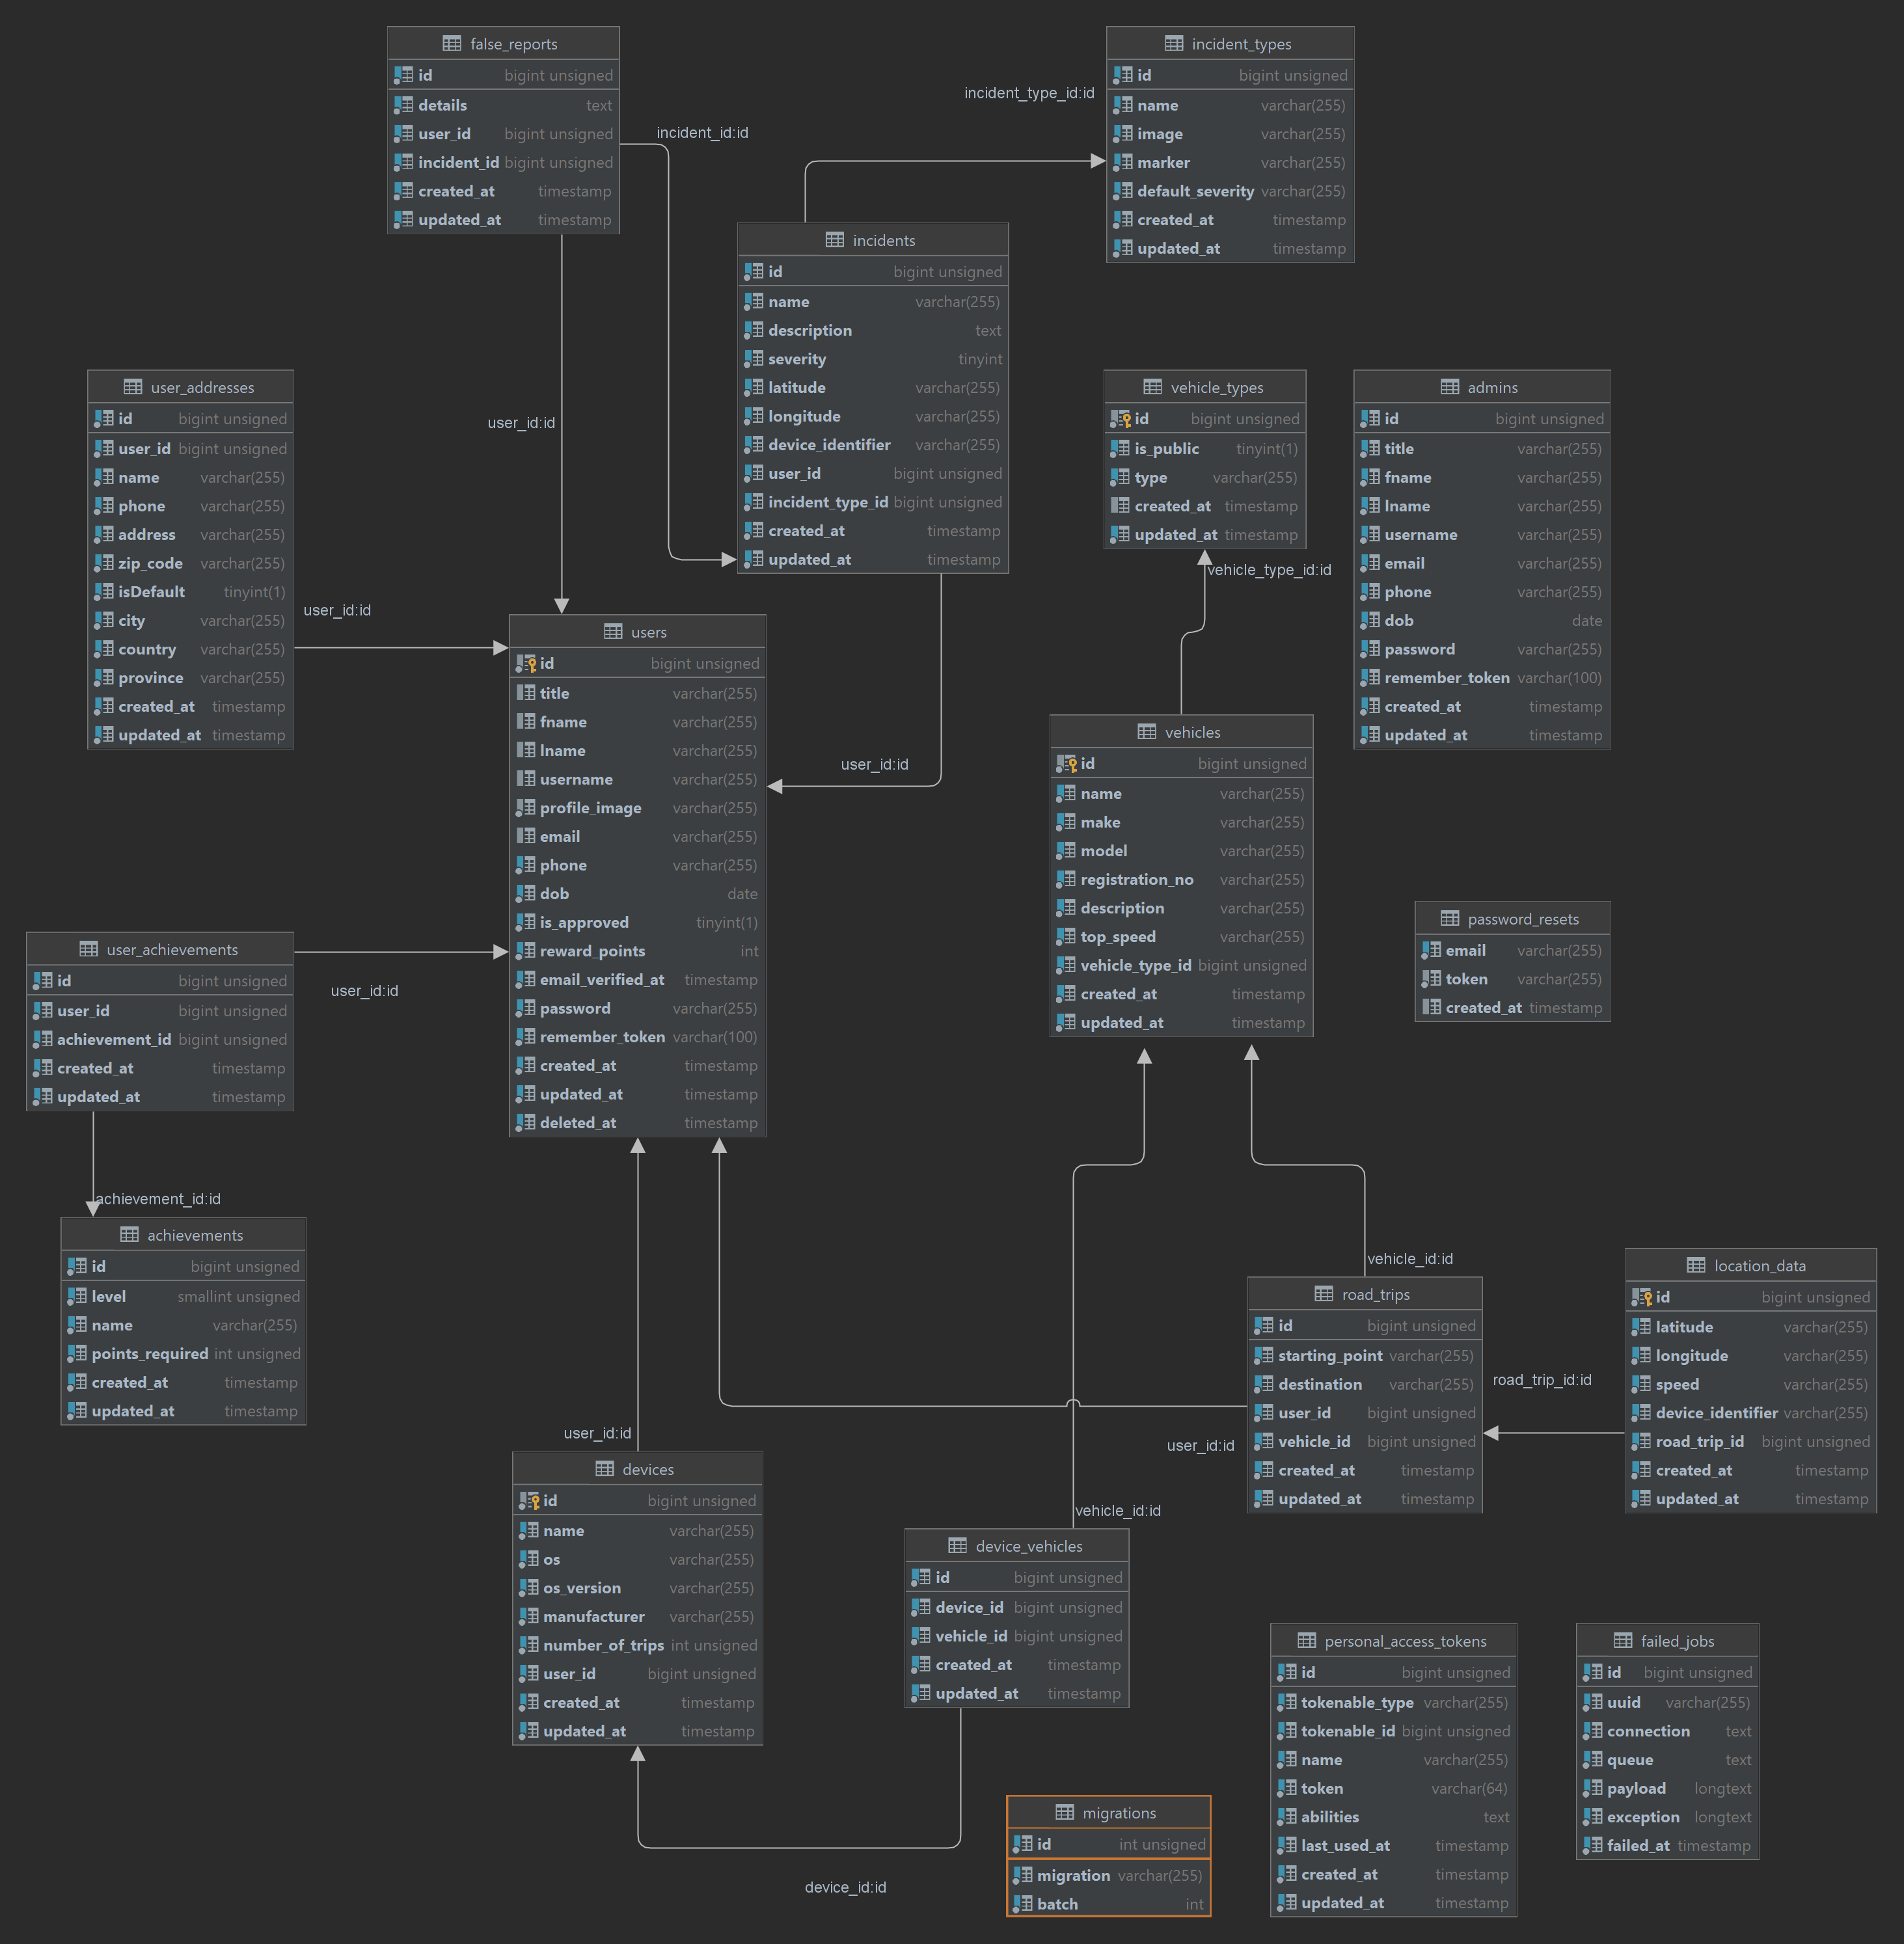 false_reports
id bigint unsigned
details text
user_id bigint unsigned
incident_id bigint unsigned
created_at timestamp
updated_at timestamp
incident_id:id
incident_type_id:id
incident_types
id bigint unsigned
name varchar(255)
image varchar(255)
marker varchar(255)
default_severity varchar(255)
created_at timestamp
updated_at timestamp
incidents
id bigint unsigned
name varchar(255)
description text
severity tinyint
latitude varchar(255)
longitude varchar(255)
device_identifier varchar(255)
user_id bigint unsigned
incident_type_id bigint unsigned
created_at timestamp
updated_at timestamp
user_id:id
user_addresses
id bigint unsigned
user_id bigint unsigned
name varchar(255)
phone varchar(255)
address varchar(255)
zip_code varchar(255)
isDefault tinyint(1)
city varchar(255)
country varchar(255)
province varchar(255)
created_at timestamp
updated_at timestamp
user_id:id
vehicle_types
id bigint unsigned
is_public tinyint(1)
type varchar(255)
created_at timestamp
updated_at timestamp
vehicle_type_id:id
admins
id bigint unsigned
title varchar(255)
fname varchar(255)
lname varchar(255)
username varchar(255)
email varchar(255)
phone varchar(255)
dob date
password varchar(255)
remember_token varchar(100)
created_at timestamp
updated_at timestamp
users
id bigint unsigned
title varchar(255)
fname varchar(255)
lname varchar(255)
username varchar(255)
profile_image varchar(255)
email varchar(255)
phone varchar(255)
dob date
is_approved tinyint(1)
reward_points int
email_verified_at timestamp
password varchar(255)
remember_token varchar(100)
created_at timestamp
updated_at timestamp
deleted_at timestamp
user_id:id
vehicles
id bigint unsigned
name varchar(255)
make varchar(255)
model varchar(255)
registration_no varchar(255)
description varchar(255)
top_speed varchar(255)
vehicle_type_id bigint unsigned
created_at timestamp
updated_at timestamp
password_resets
email varchar(255)
token varchar(255)
created_at timestamp
user_achievements
id bigint unsigned
user_id bigint unsigned
achievement_id bigint unsigned
created_at timestamp
updated_at timestamp
user_id:id
achievement_id:id
achievements
id bigint unsigned
level smallint unsigned
name varchar(255)
points_required int unsigned
created_at timestamp
updated_at timestamp
vehicle_id:id
road_trips
id bigint unsigned
starting_point varchar(255)
destination varchar(255)
user_id bigint unsigned
vehicle_id bigint unsigned
created_at timestamp
updated_at timestamp
road_trip_id:id
location_data
id bigint unsigned
latitude varchar(255)
longitude varchar(255)
speed varchar(255)
device_identifier varchar(255)
road_trip_id bigint unsigned
created_at timestamp
updated_at timestamp
user_id:id
user_id:id
devices
id bigint unsigned
name varchar(255)
os varchar(255)
os_version varchar(255)
manufacturer varchar(255)
number_of_trips int unsigned
user_id bigint unsigned
created_at timestamp
updated_at timestamp
vehicle_id:id
device_vehicles
id bigint unsigned
device_id bigint unsigned
vehicle_id bigint unsigned
created_at timestamp
updated_at timestamp
device_id:id
personal_access_tokens
id bigint unsigned
tokenable_type varchar(255)
tokenable_id bigint unsigned
name varchar(255)
token varchar(64)
abilities text
last_used_at timestamp
created_at timestamp
updated_at timestamp
failed_jobs
id bigint unsigned
uuid varchar(255)
connection text
queue text
payload longtext
exception longtext
failed_at timestamp
migrations
id int unsigned
migration varchar(255)
batch int